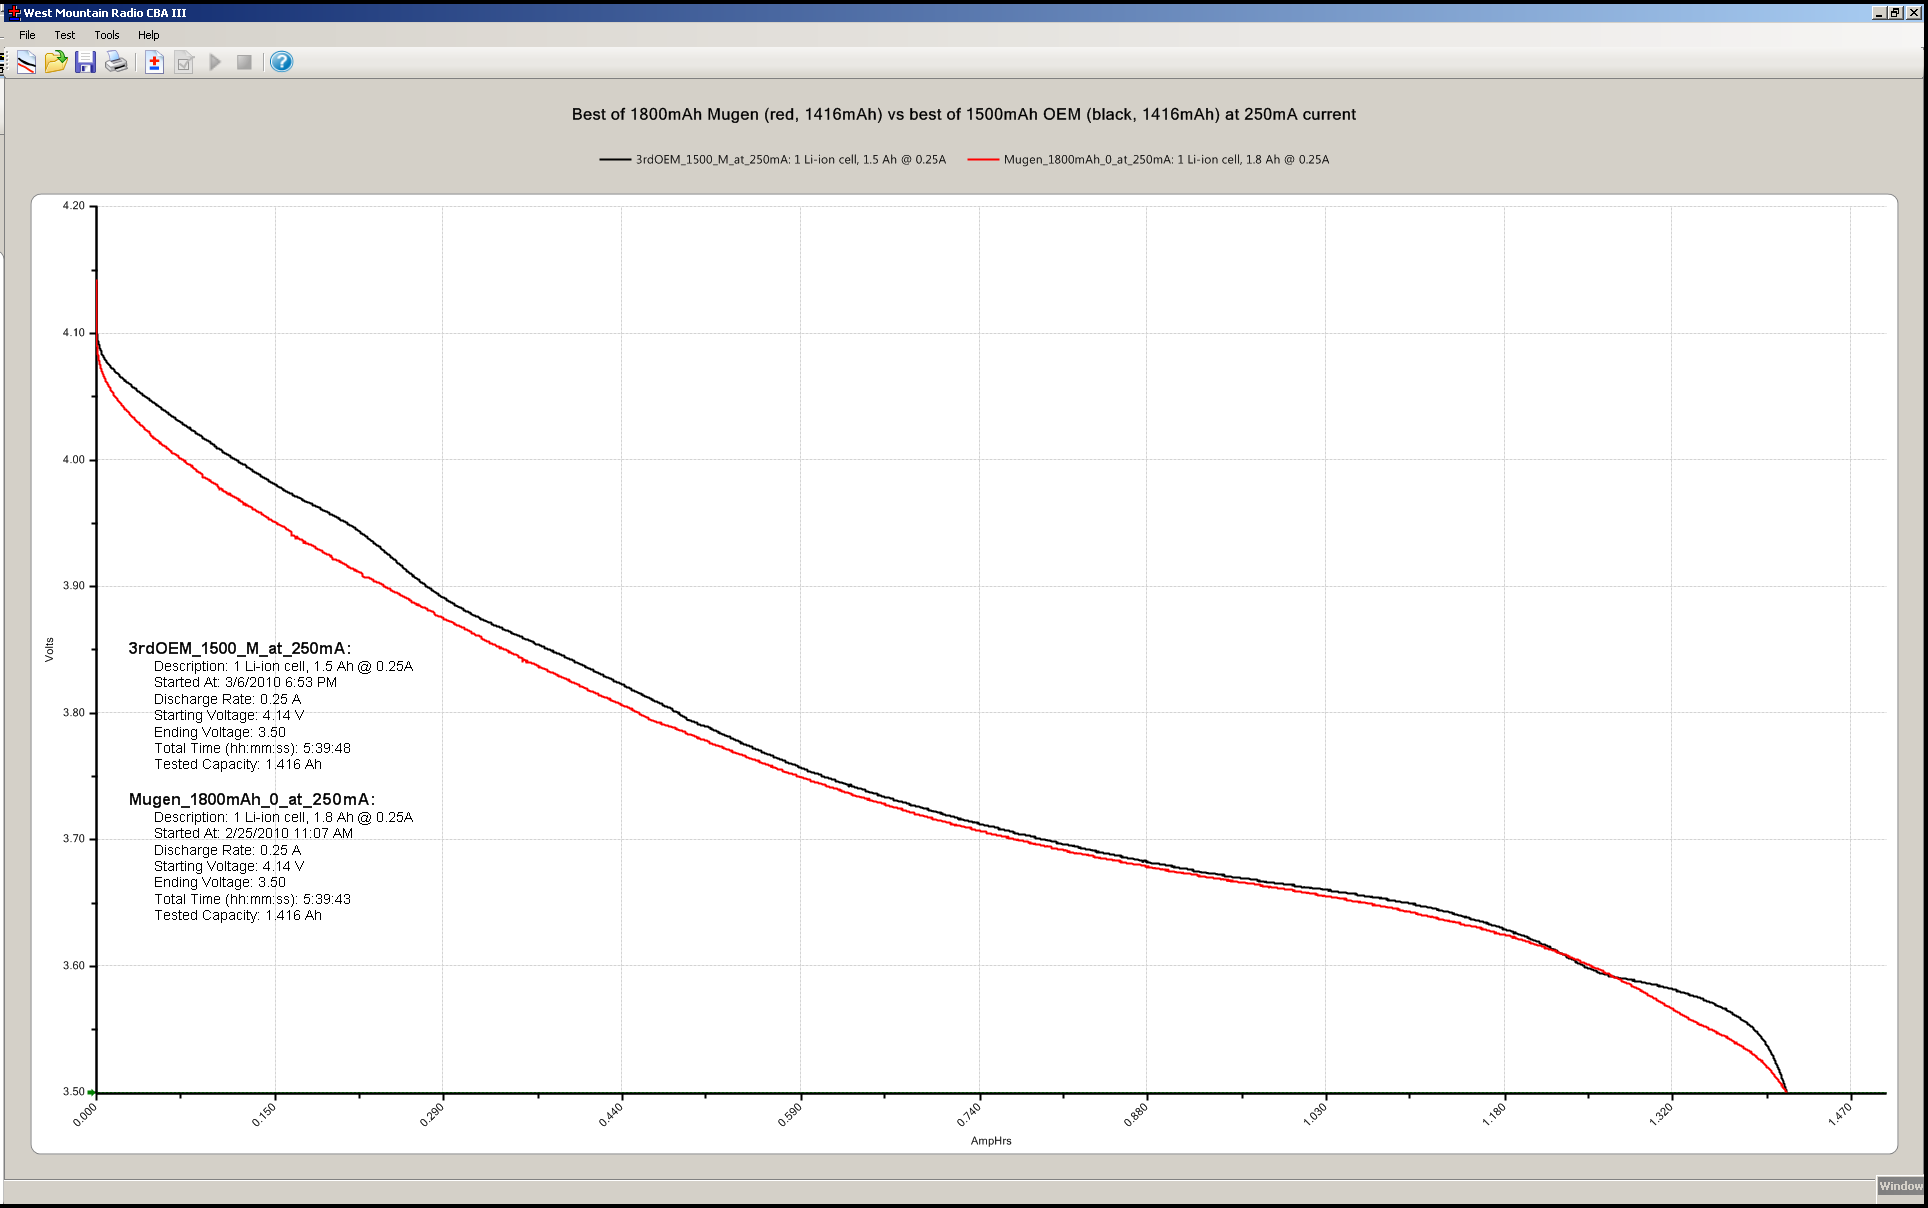 West Mountain Radio CBA III
File Test Tools Help
Best of 1800mAh Mugen (red, 1416mAh) vs best of 1500mAh OEM (black, 1416mAh) at 250mA current
3rdOEM_1500_M_at_250mA: 1 Li-ion cell, 1.5 Ah @ 0.25A Mugen_1800mAh_0_at_250mA: 1 Li-ion cell, 1.8 Ah @ 0.25A
4.20
4.10
4.00
3.90
3.80
3.70
3.60
3.50
Volts
3rdOEM_1500_M_at_250mA:
Description: 1 Li-ion cell, 1.5 Ah @ 0.25A
Started At: 3/6/2010 6:53 PM
Discharge Rate: 0.25 A
Starting Voltage: 4.14 V
Ending Voltage: 3.50
Total Time (hh:mm:ss): 5:39:48
Tested Capacity: 1.416 Ah
Mugen_1800mAh_0_at_250mA:
Description: 1 Li-ion cell, 1.8 Ah @ 0.25A
Started At: 2/25/2010 11:07 AM
Discharge Rate: 0.25 A
Starting Voltage: 4.14 V
Ending Voltage: 3.50
Total Time (hh:mm:ss): 5:39:43
Tested Capacity: 1.416 Ah
0.000 0.150 0.290 0.440 0.590 0.740 0.880 1.030 1.180 1.320 1.470
AmpHrs
Window